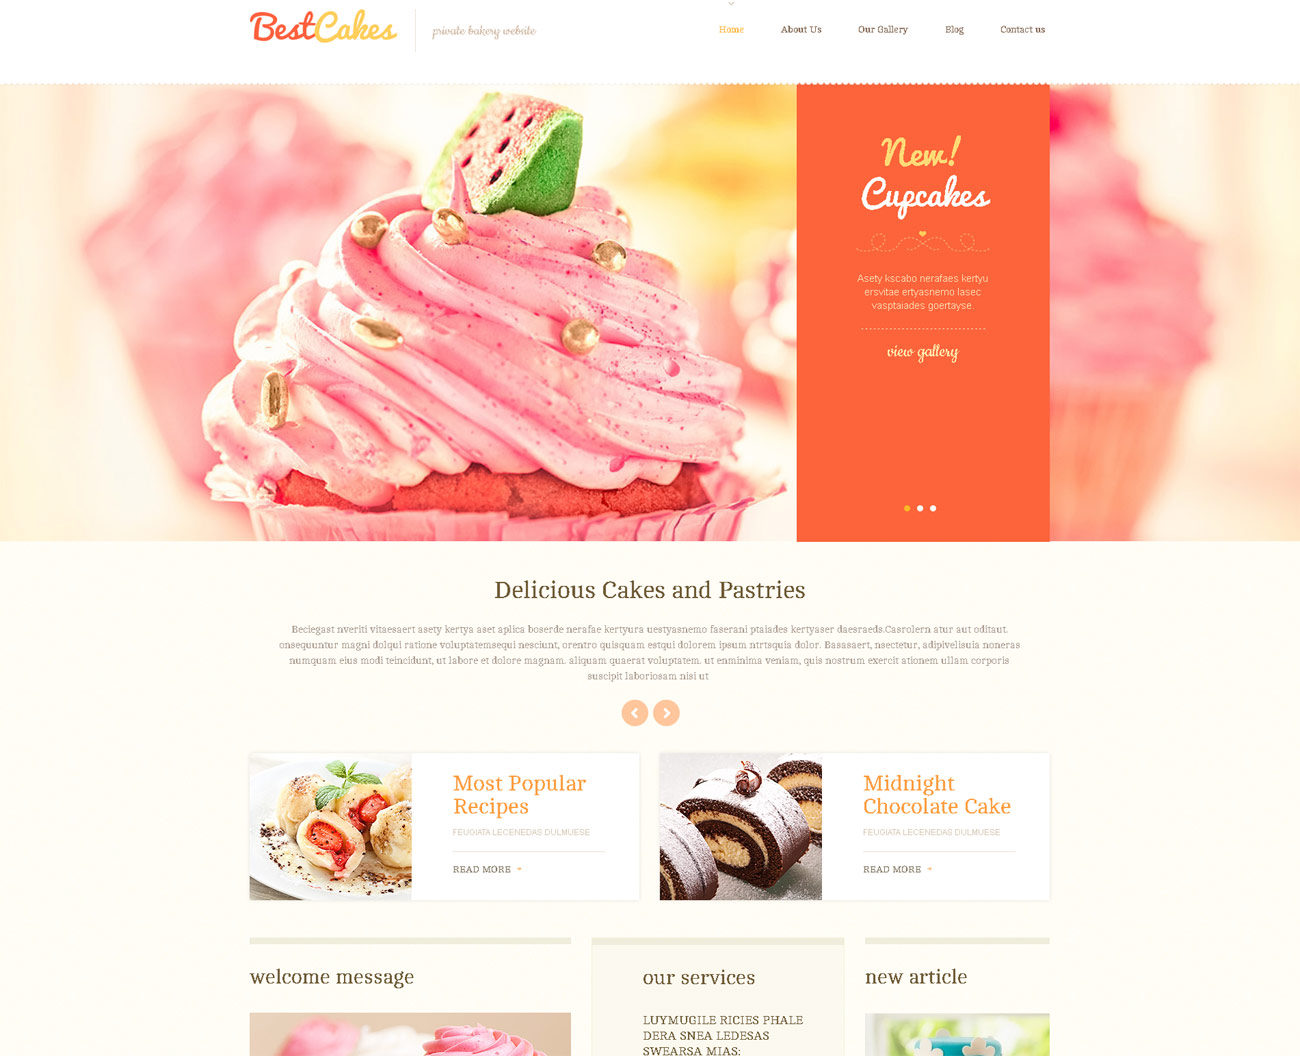 BestCakes
private bakery website
Home About Us Our Gallery Blog Contact us
New!
Cupcakes
Asety kscabo nerafaes kertyu
ersvitae ertyasnemo lasec
vasptaiades goertayse.
view gallery
Delicious Cakes and Pastries
Beciegast nveriti vitaesaert asety kertya aset aplica boserde nerafae kertyura uestyasnemo faserani ptaiades kertyaser daesraeds.Casrolern atur aut oditaut.
onsequuntur magni dolqui ratione voluptatemsequi nesciunt, orentro quisquam estqui dolorem ipsum ntrtsquia dolor. Basasaert, nsectetur, adipivelisuia noneras
numquam eius modi teincidunt, ut labore et dolore magnam. aliquam quaerat voluptatem. ut enminima veniam, quis nostrum exercit ationem ullam corporis
suscipit laboriosam nisi ut
Most Popular
Recipes
FEUGIATA LECENEDAS DULMUESE
READ MORE
Midnight
Chocolate Cake
FEUGIATA LECENEDAS DULMUESE
READ MORE
welcome message
our services
LUYMUGILE RICIES PHALE
DERA SNEA LEDESAS
SWEARSA MIAS:
new article